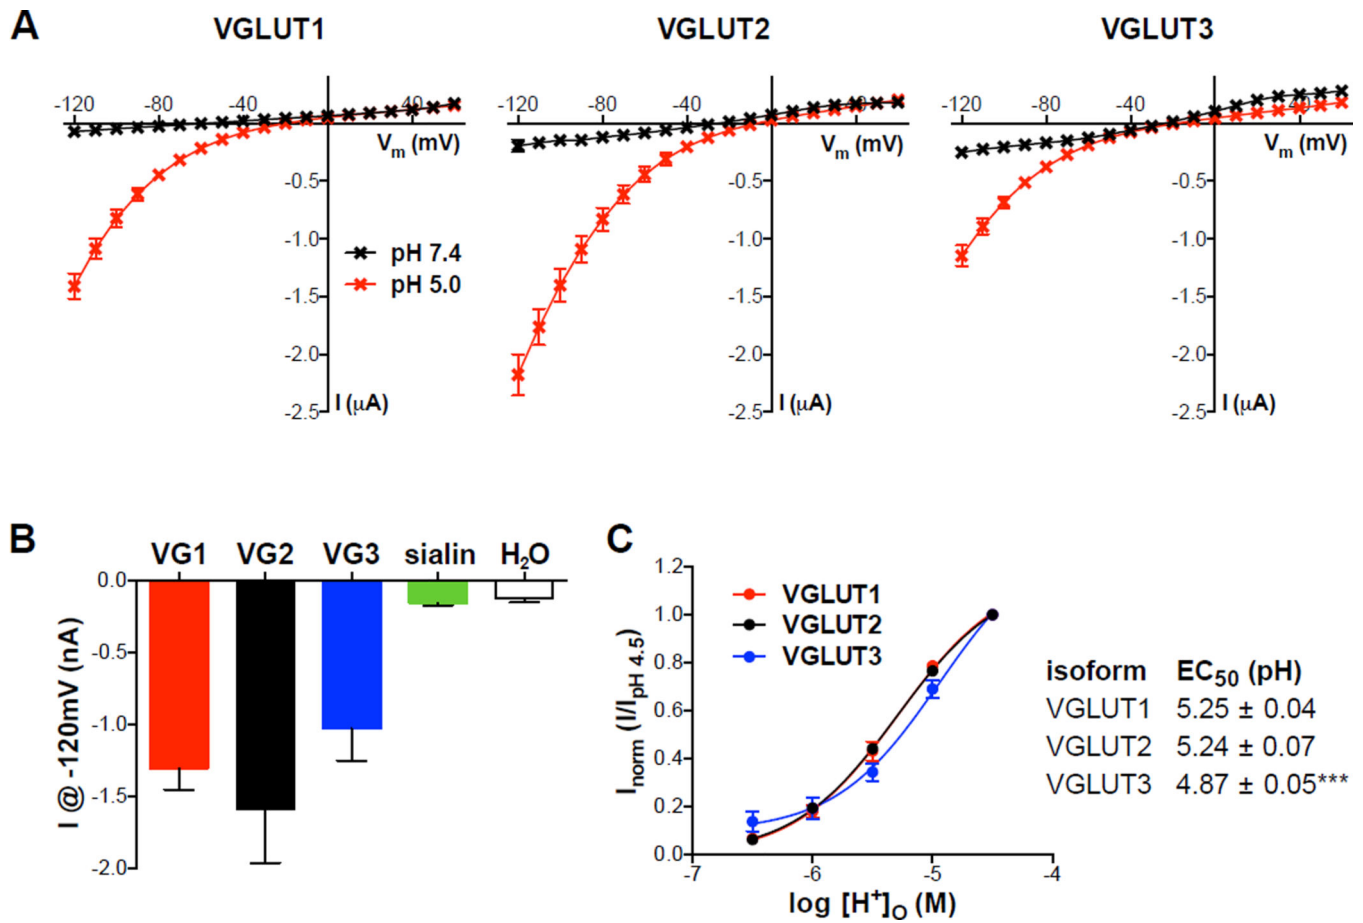 A
VGLUT1
VGLUT2
VGLUT3
-120 -80 -40 40
Vm (mV)
-0.5
-1.0
-1.5
-2.0
-2.5
I (μA)
pH 7.4
pH 5.0
-120 -80 -40
Vm (mV)
-0.5
-1.0
-1.5
-2.0
-2.5
I (μA)
-120 -80 -40
Vm (mV)
-0.5
-1.0
-1.5
-2.0
-2.5
I (μA)
B
VG1 VG2 VG3 sialin H₂O
I @ -120mV (nA)
0.0
-0.5
-1.0
-1.5
-2.0
C
Inorm (I/IpH 4.5)
1.2
1.0
0.8
0.6
0.4
0.2
0.0
-7 -6 -5 -4
log [H⁺]O (M)
VGLUT1
VGLUT2
VGLUT3
isoform EC50 (pH)
VGLUT1 5.25 ± 0.04
VGLUT2 5.24 ± 0.07
VGLUT3 4.87 ± 0.05***